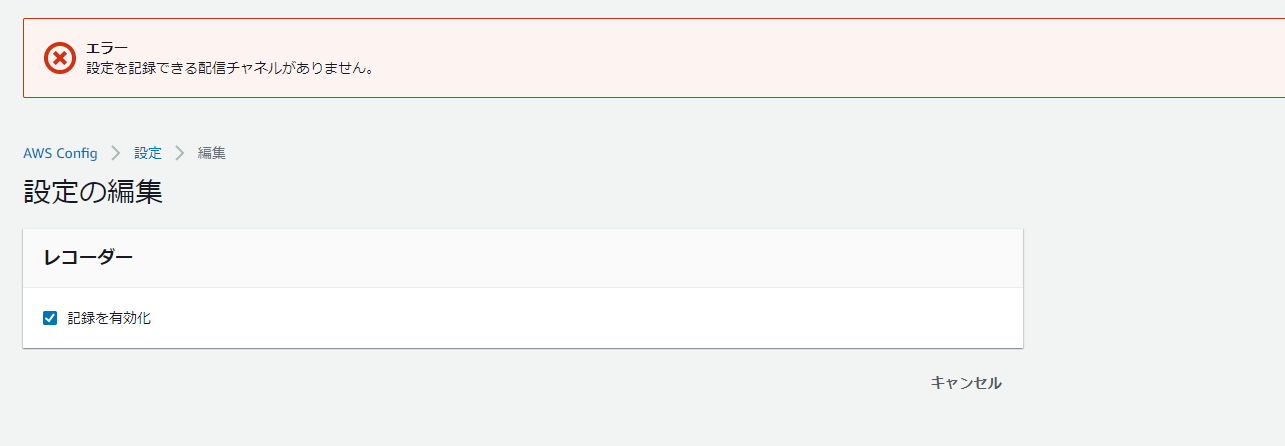 エラー
設定を記録できる配信チャネルがありません。
AWS Config > 設定 > 編集
設定の編集
レコーダー
記録を有効化
キャンセル